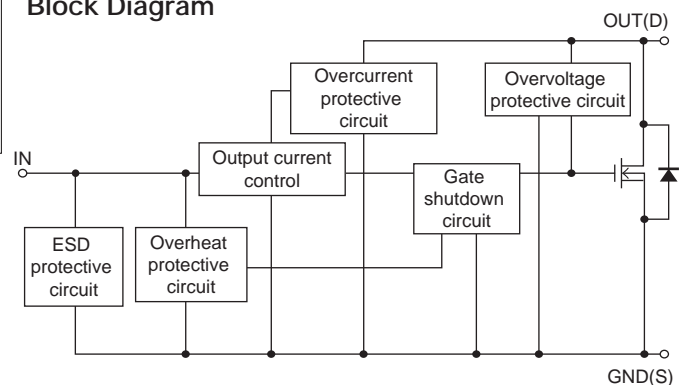 Block Diagram
OUT(D)
Overcurrent
protective
circuit
Overvoltage
protective circuit
IN
Output current
control
Gate
shutdown
circuit
ESD
protective
circuit
Overheat
protective
circuit
GND(S)